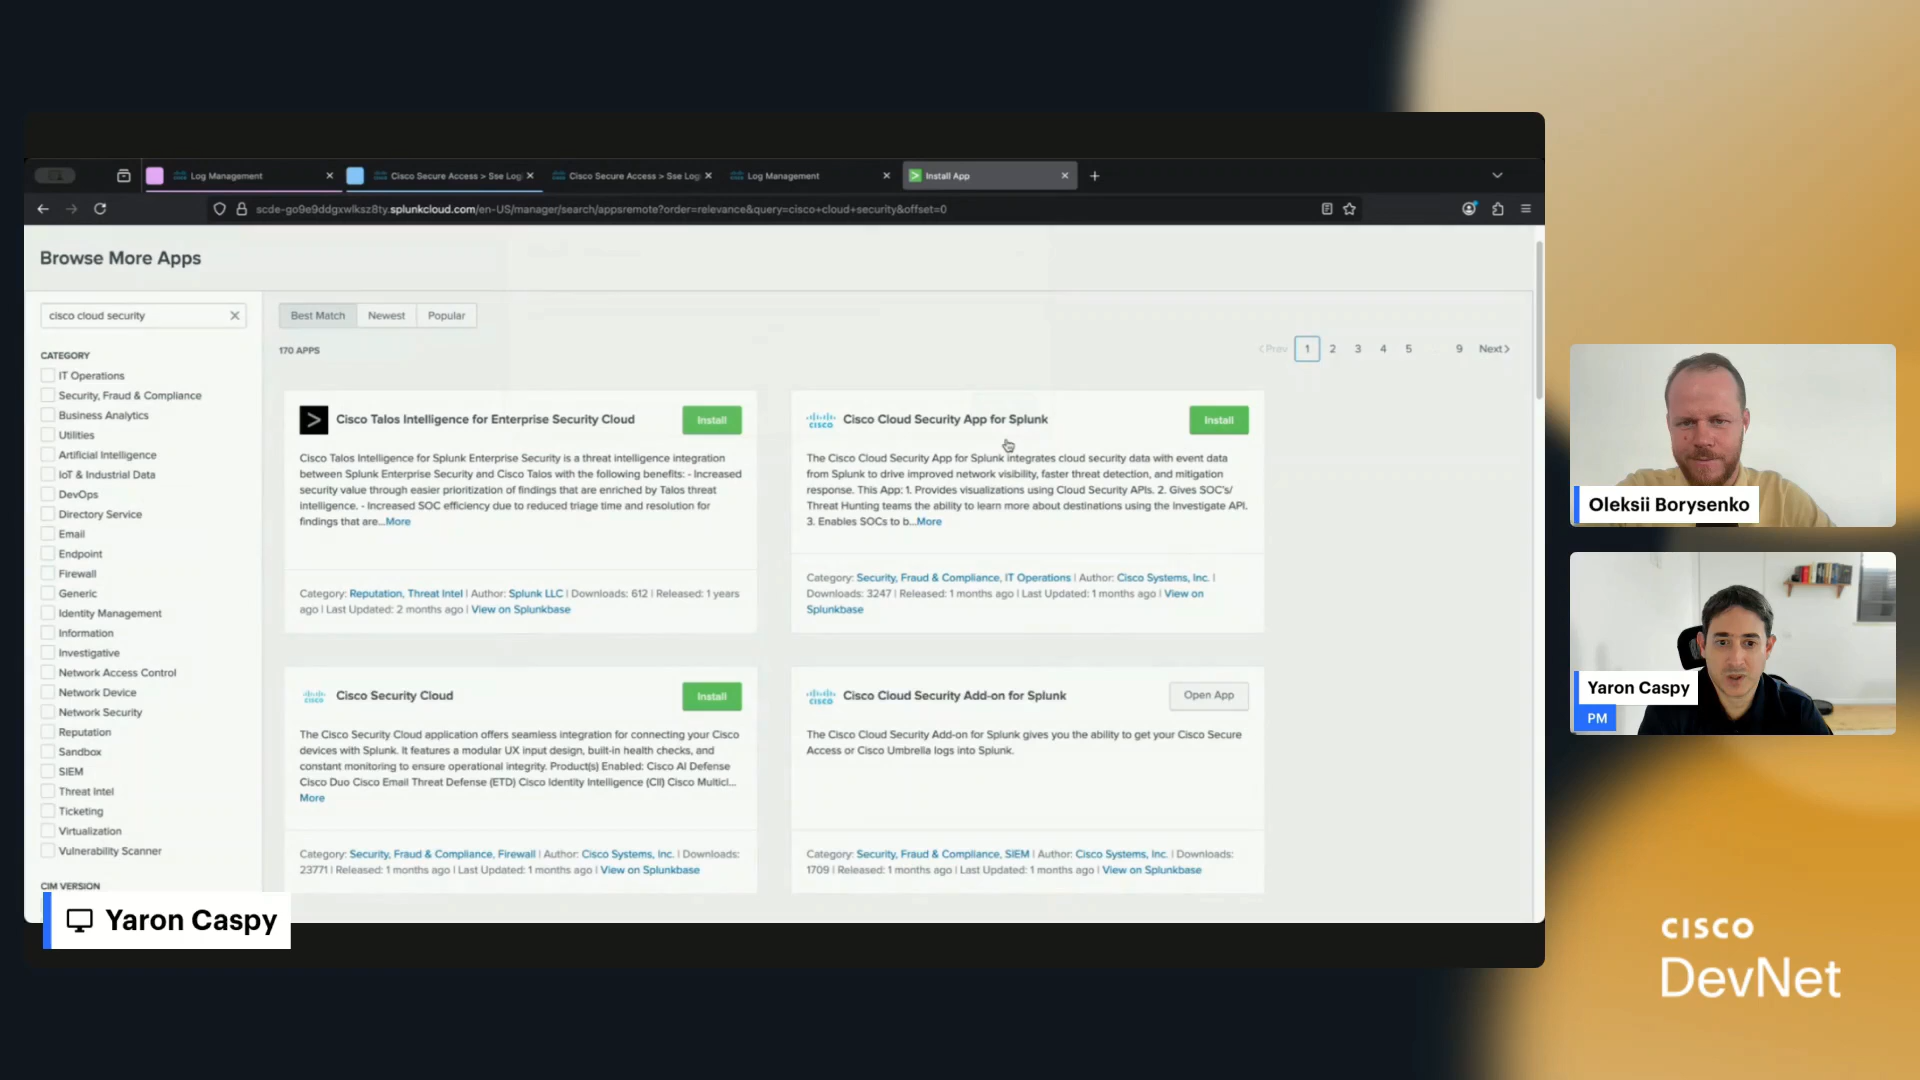 Log Management
Cisco Secure Access > Sse Log
Cisco Secure Access > Sse Log
Log Management
Install App
scde-go9e9ddgxwlksz8ty.splunkcloud.com/en-US/manager/search/appsremote?order=relevance&query=cisco+cloud+security&offset=0
Browse More Apps
cisco cloud security
Best Match
Newest
Popular
170 APPS
< Prev
1
2
3
4
5
9
Next >
CATEGORY
IT Operations
Security, Fraud & Compliance
Business Analytics
Utilities
Artificial Intelligence
IoT & Industrial Data
DevOps
Directory Service
Email
Endpoint
Firewall
Generic
Identity Management
Information
Investigative
Network Access Control
Network Device
Network Security
Reputation
Sandbox
SIEM
Threat Intel
Ticketing
Virtualization
Vulnerability Scanner
CIM VERSION
Cisco Talos Intelligence for Enterprise Security Cloud
Install
Cisco Talos Intelligence for Splunk Enterprise Security is a threat intelligence integration
between Splunk Enterprise Security and Cisco Talos with the following benefits: - Increased
security value through easier prioritization of findings that are enriched by Talos threat
intelligence. - Increased SOC efficiency due to reduced triage time and resolution for
findings that are...More
Category: Reputation, Threat Intel | Author: Splunk LLC | Downloads: 612 | Released: 1 years
ago | Last Updated: 2 months ago | View on Splunkbase
CISCO
Cisco Cloud Security App for Splunk
Install
The Cisco Cloud Security App for Splunk integrates cloud security data with event data
from Splunk to drive improved network visibility, faster threat detection, and mitigation
response. This App: 1. Provides visualizations using Cloud Security APIs. 2. Gives SOC's/
Threat Hunting teams the ability to learn more about destinations using the Investigate API.
3. Enables SOCs to b...More
Category: Security, Fraud & Compliance, IT Operations | Author: Cisco Systems, Inc. |
Downloads: 3247 | Released: 1 months ago | Last Updated: 1 months ago | View on
Splunkbase
CISCO
Cisco Security Cloud
Install
The Cisco Security Cloud application offers seamless integration for connecting your Cisco
devices with Splunk. It features a modular UX input design, built-in health checks, and
constant monitoring to ensure operational integrity. Product(s) Enabled: Cisco AI Defense
Cisco Duo Cisco Email Threat Defense (ETD) Cisco Identity Intelligence (CII) Cisco Multicl...
More
Category: Security, Fraud & Compliance, Firewall | Author: Cisco Systems, Inc. | Downloads:
23771 | Released: 1 months ago | Last Updated: 1 months ago | View on Splunkbase
CISCO
Cisco Cloud Security Add-on for Splunk
Open App
The Cisco Cloud Security Add-on for Splunk gives you the ability to get your Cisco Secure
Access or Cisco Umbrella logs into Splunk.
Category: Security, Fraud & Compliance, SIEM | Author: Cisco Systems, Inc. | Downloads:
1709 | Released: 1 months ago | Last Updated: 1 months ago | View on Splunkbase
Yaron Caspy
Oleksii Borysenko
Yaron Caspy
PM
CISCO
DevNet